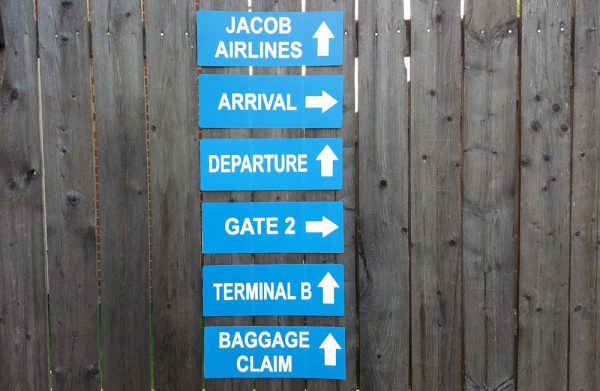 JACOB
AIRLINES
ARRIVAL
DEPARTURE
GATE 2
TERMINAL B
BAGGAGE
CLAIM